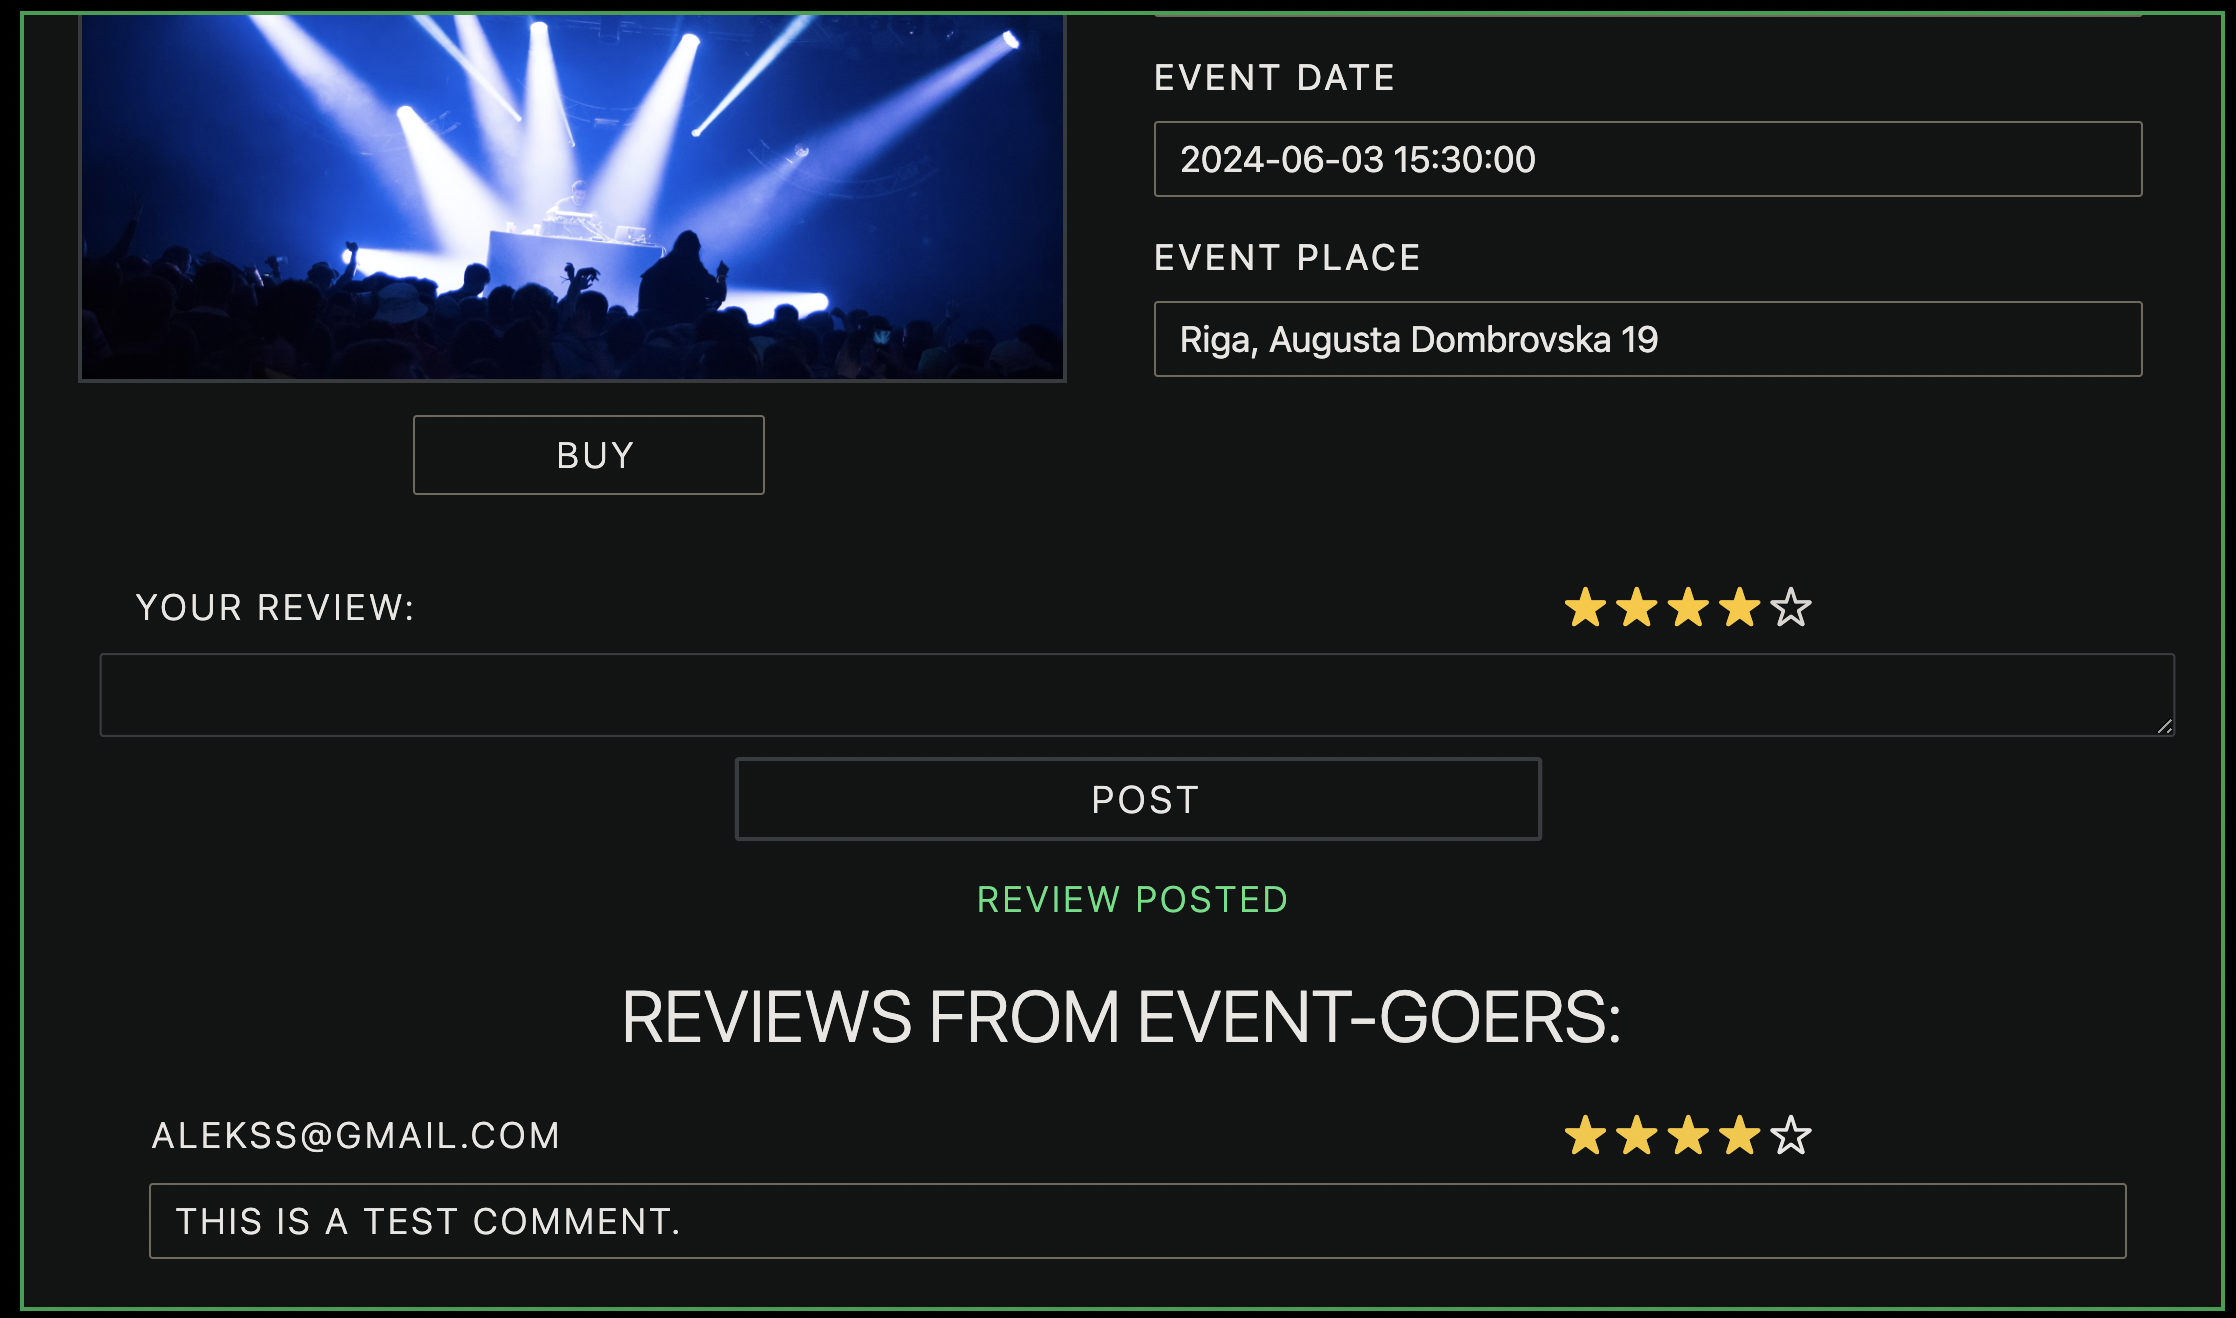 EVENT DATE
2024-06-03 15:30:00
EVENT PLACE
Riga, Augusta Dombrovska 19
BUY
YOUR REVIEW:
POST
REVIEW POSTED
REVIEWS FROM EVENT-GOERS:
ALEKSS@GMAIL.COM
THIS IS A TEST COMMENT.